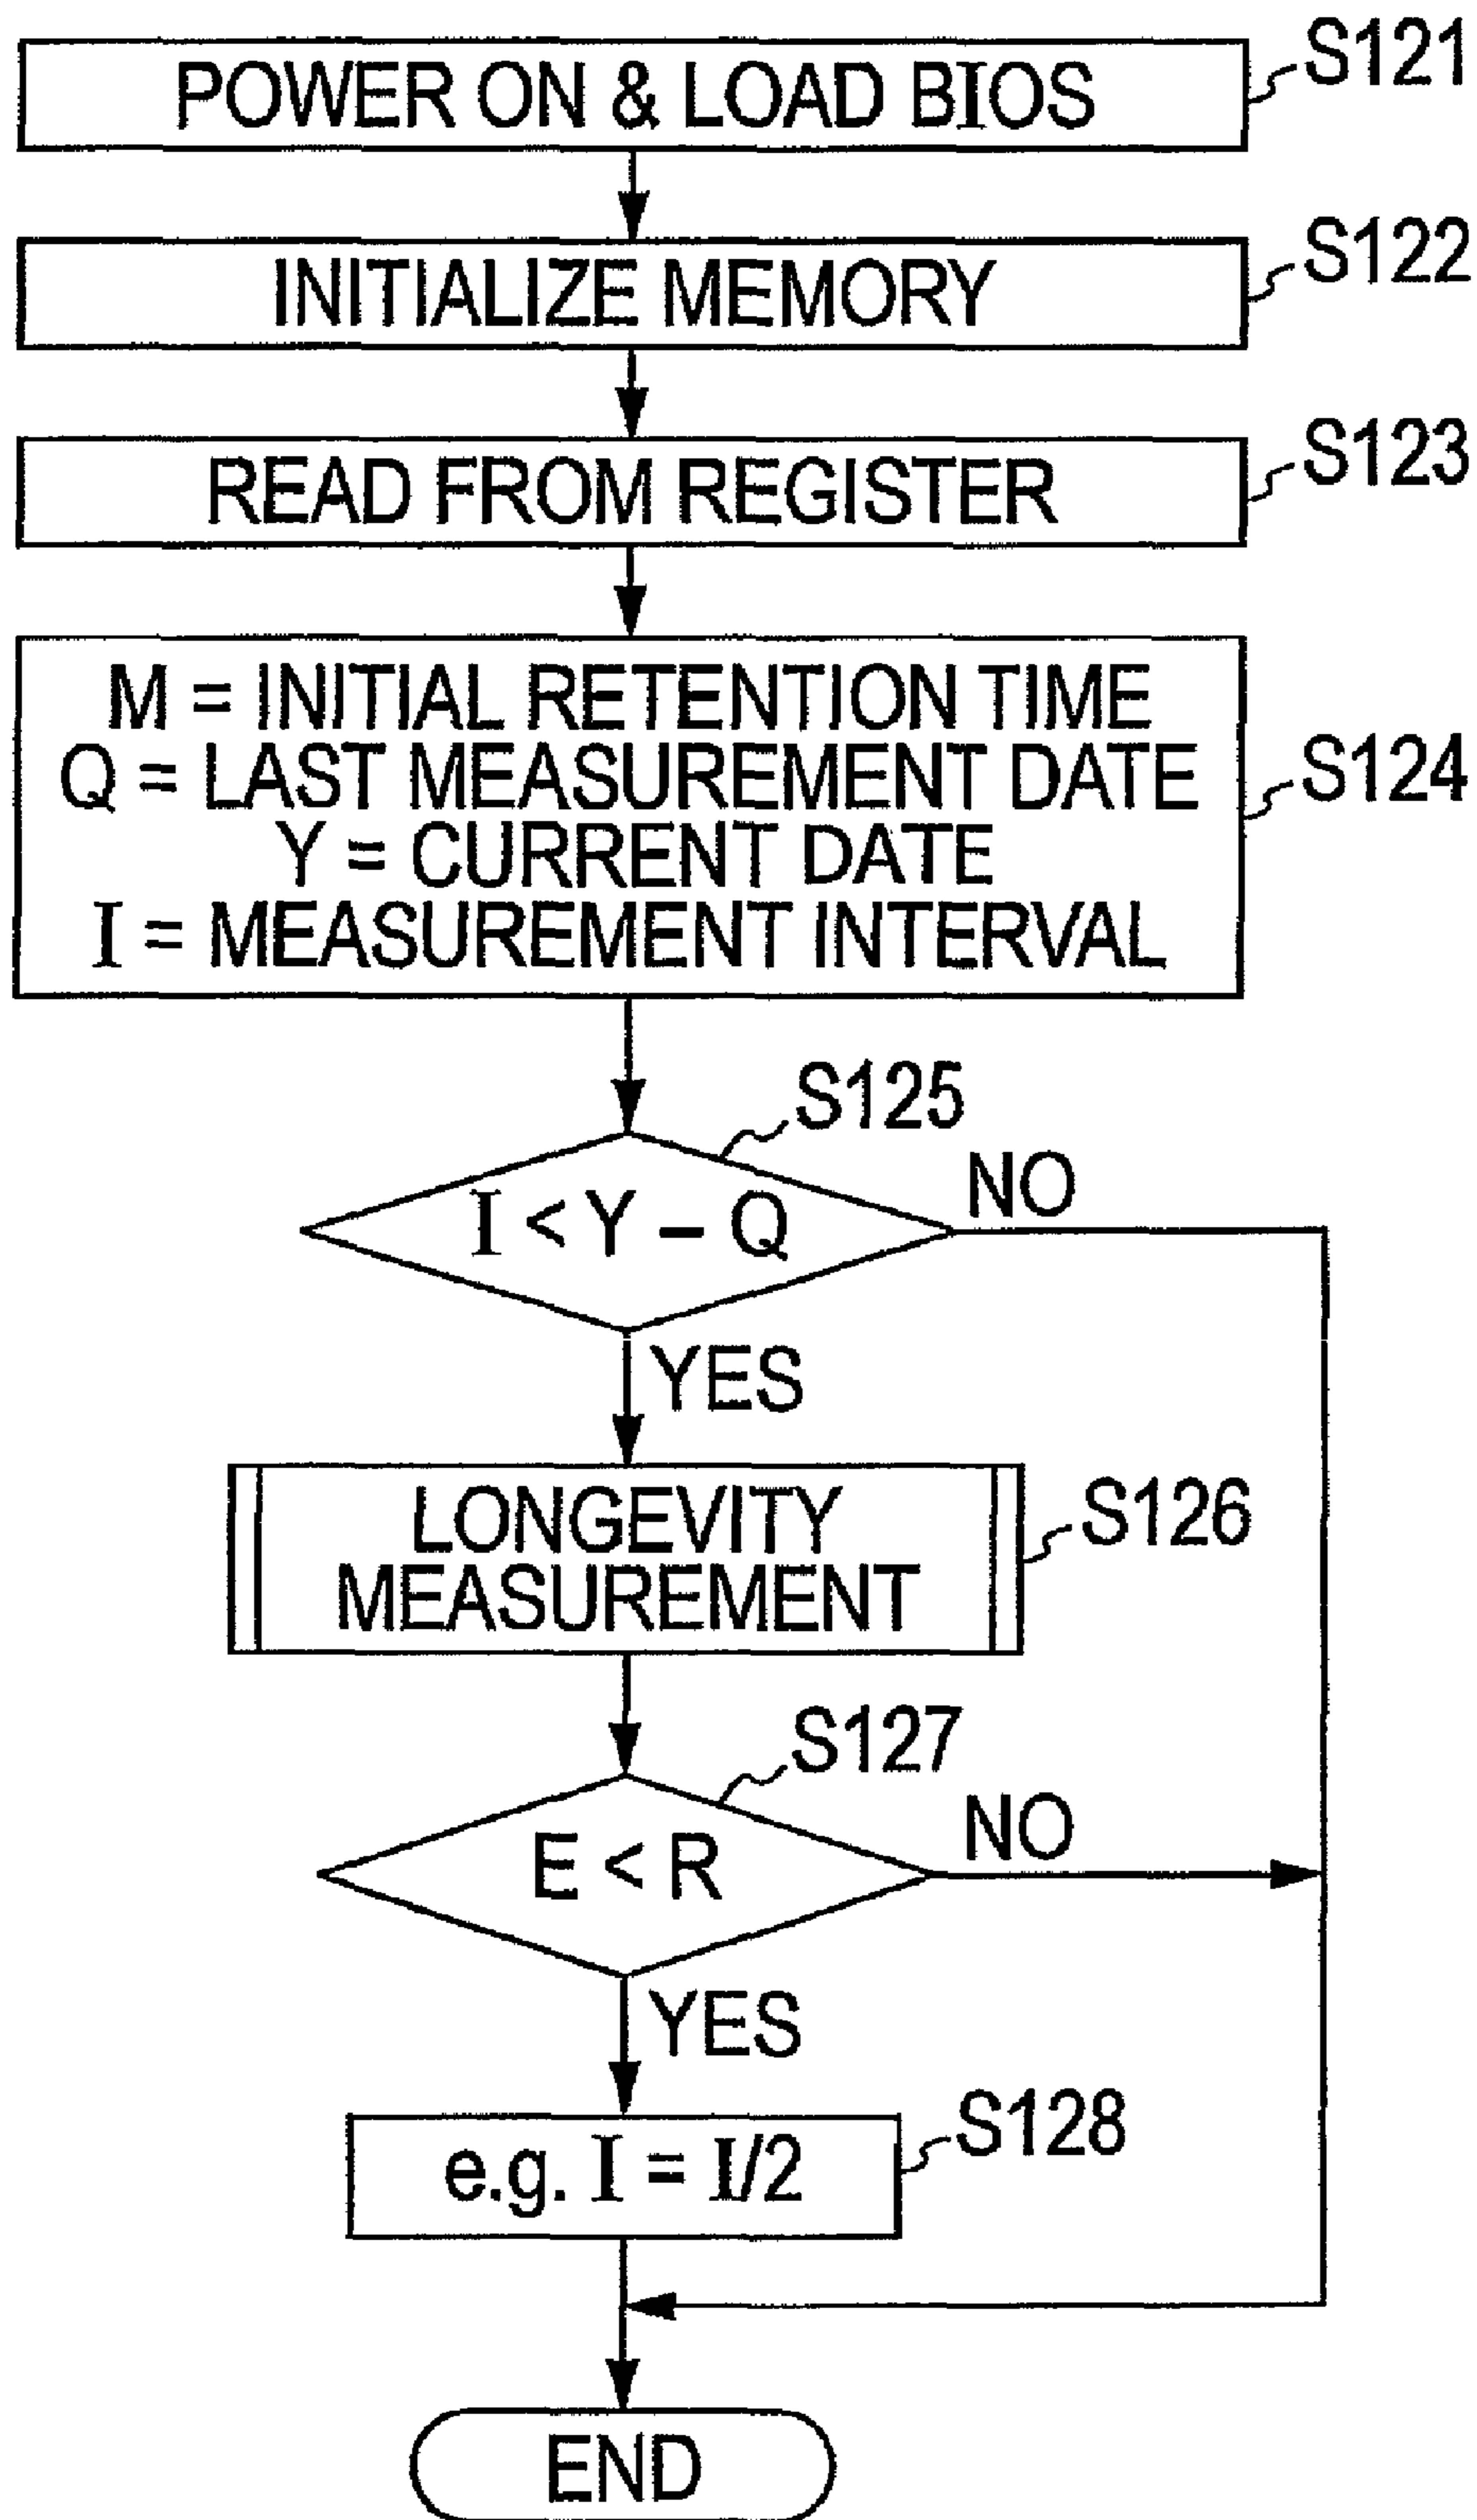 POWER ON & LOAD BIOS
S121
INITIALIZE MEMORY
S122
READ FROM REGISTER
S123
M = INITIAL RETENTION TIME
Q = LAST MEASUREMENT DATE
Y = CURRENT DATE
I = MEASUREMENT INTERVAL
S124
S125
I < Y - Q
NO
YES
LONGEVITY
MEASUREMENT
S126
S127
E < R
NO
YES
e.g. I = I/2
S128
END